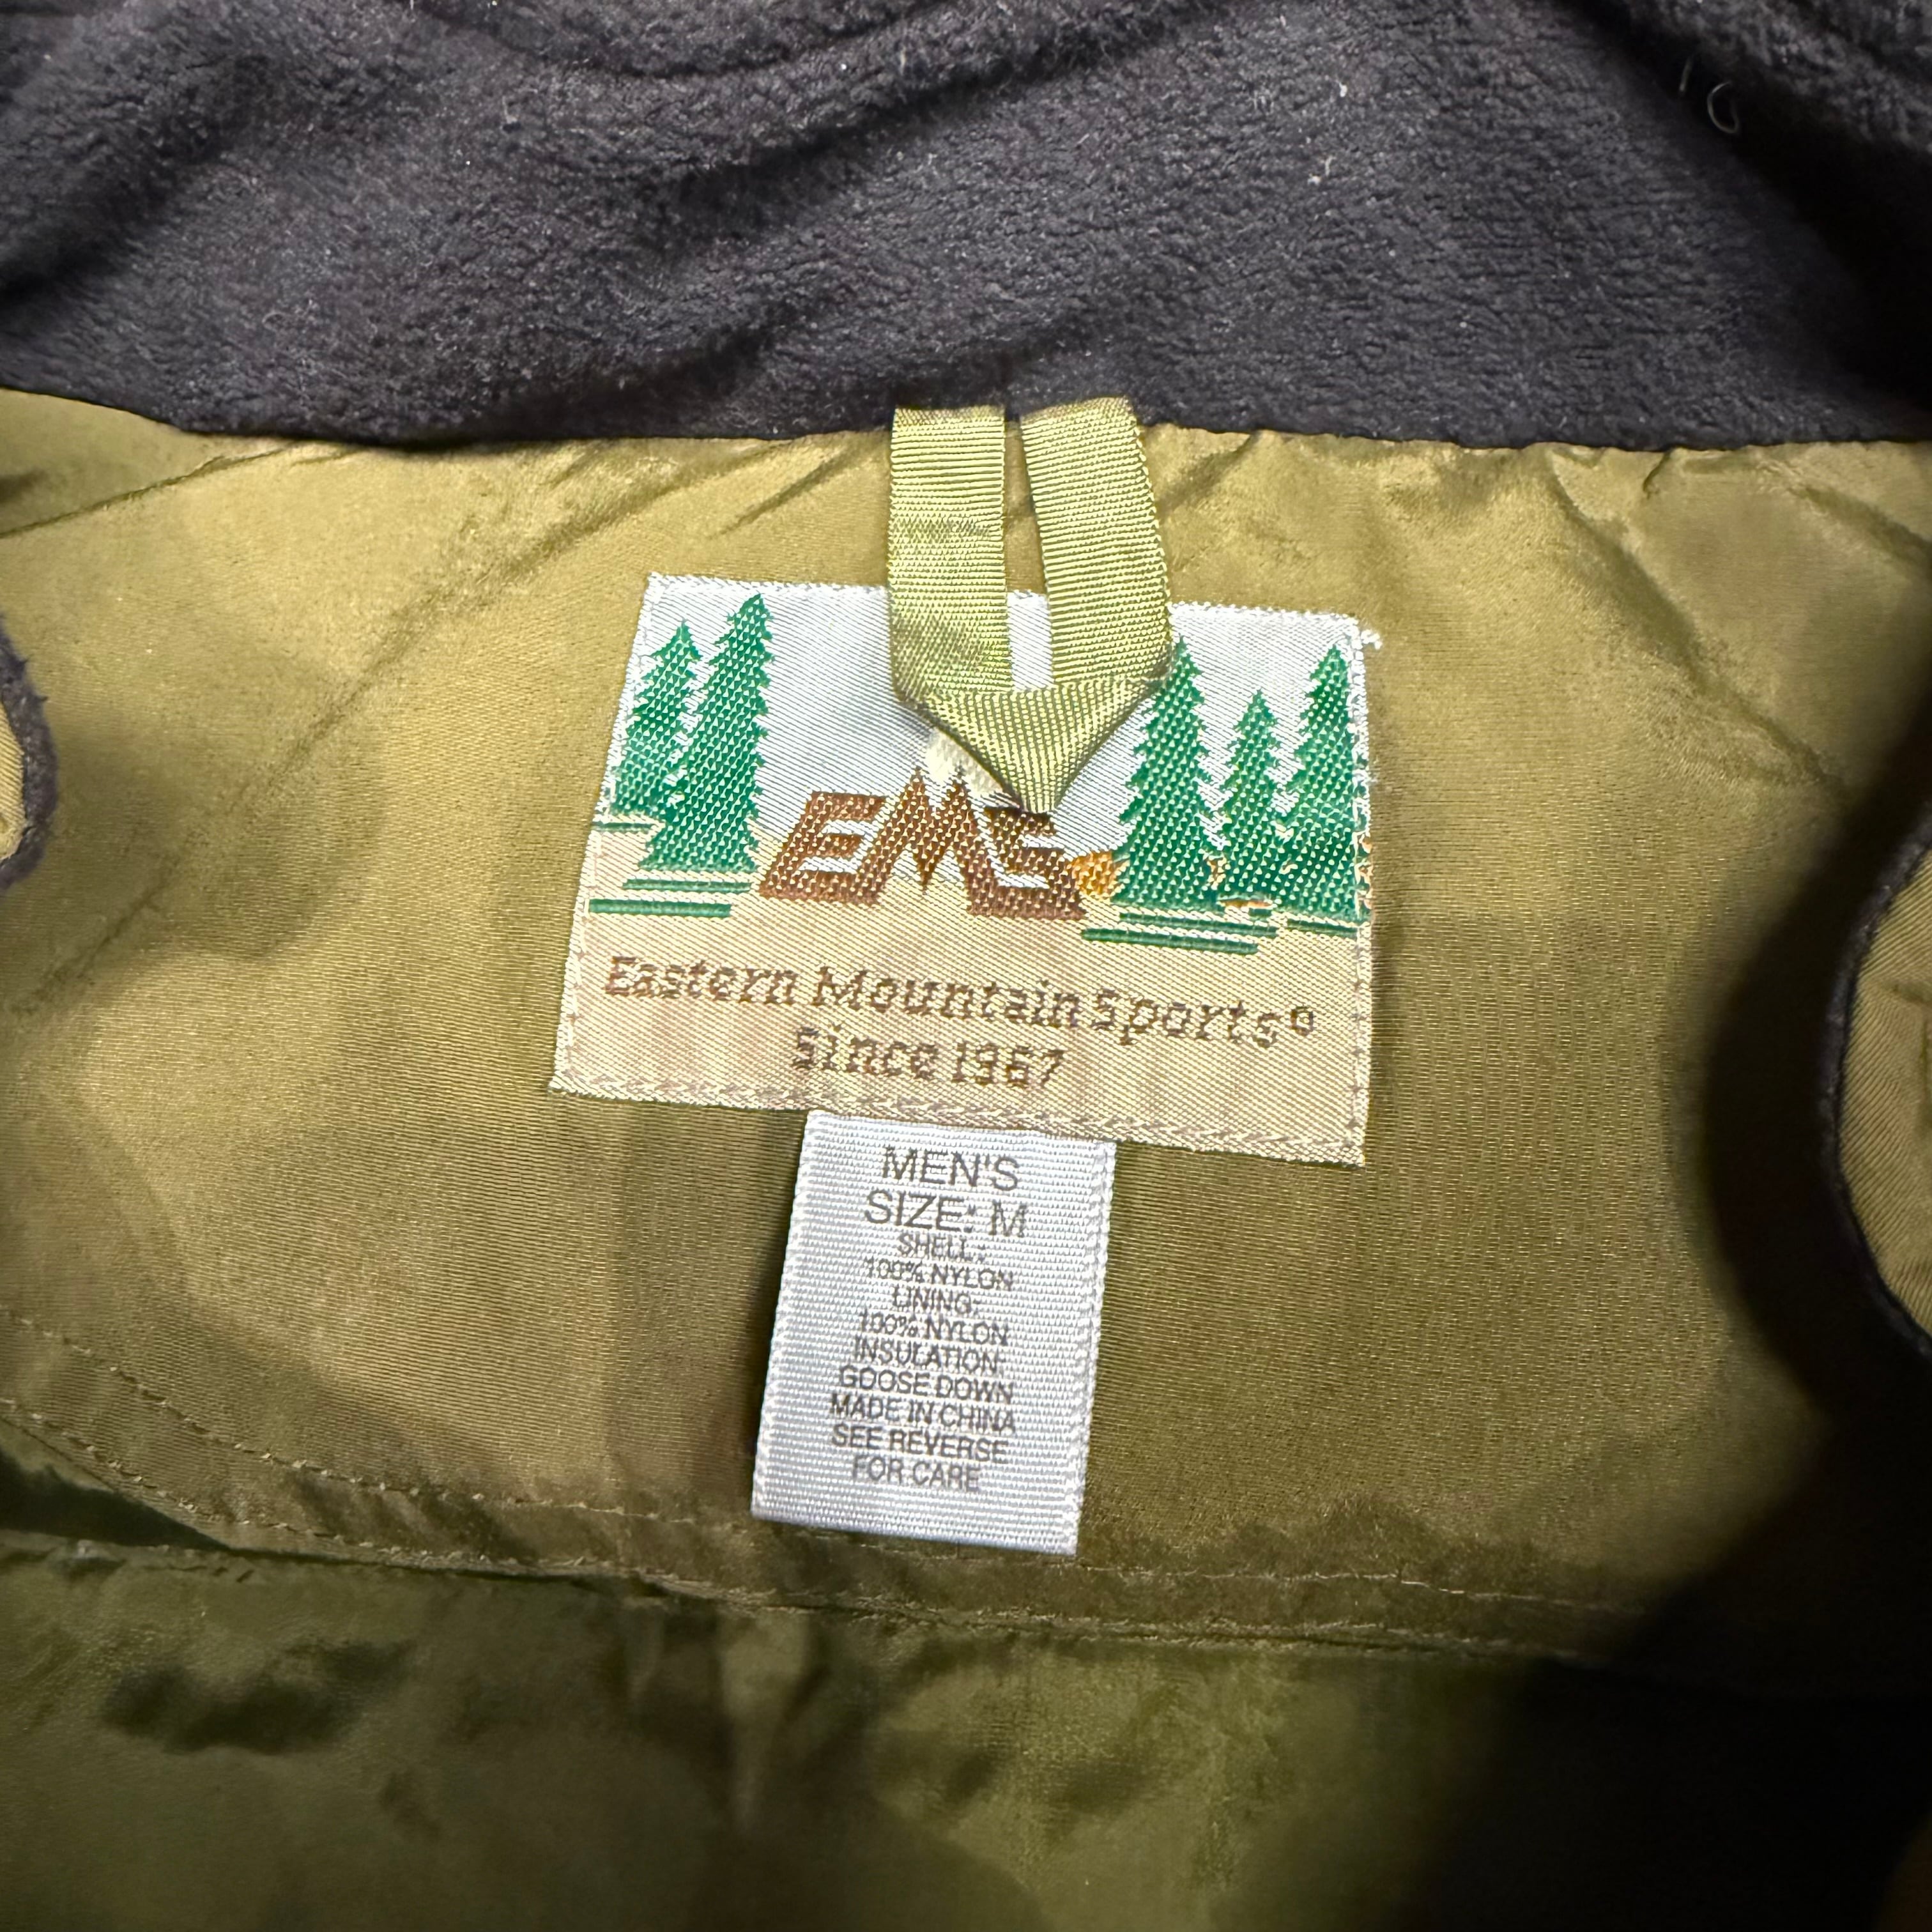 EMS
Eastern Mountain Sports®
Since 1967
MEN'S
SIZE: M
SHELL:
100% NYLON
LINING:
100% NYLON
INSULATION:
GOOSE DOWN
MADE IN CHINA
SEE REVERSE
FOR CARE